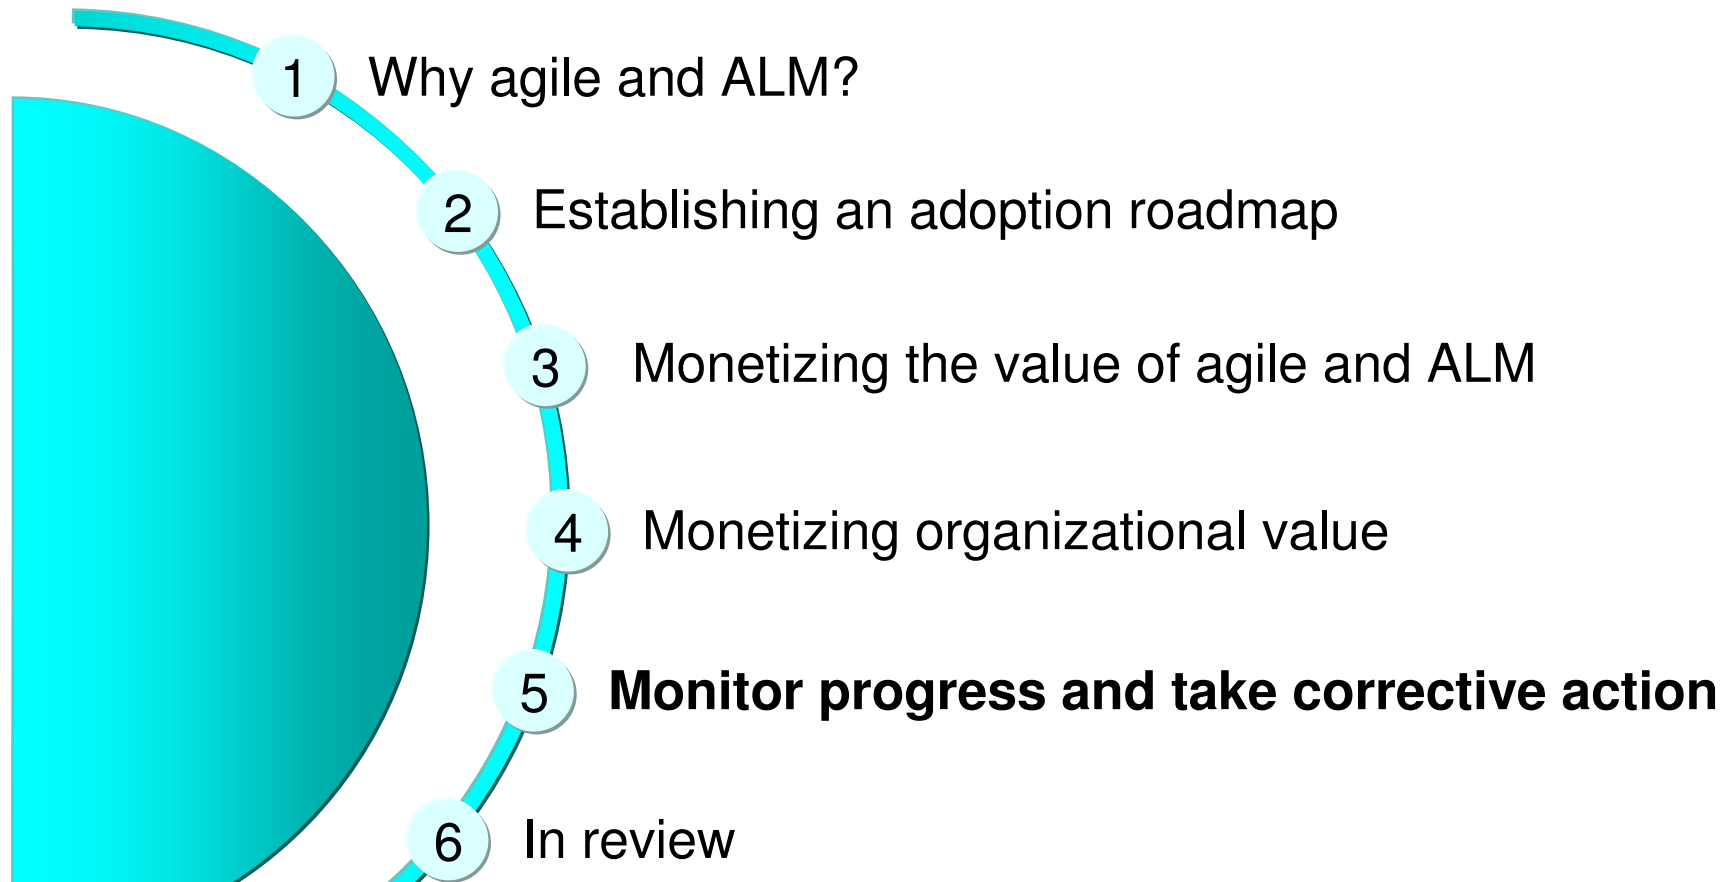 1 Why agile and ALM?
2 Establishing an adoption roadmap
3 Monetizing the value of agile and ALM
4 Monetizing organizational value
5 Monitor progress and take corrective action
6 In review